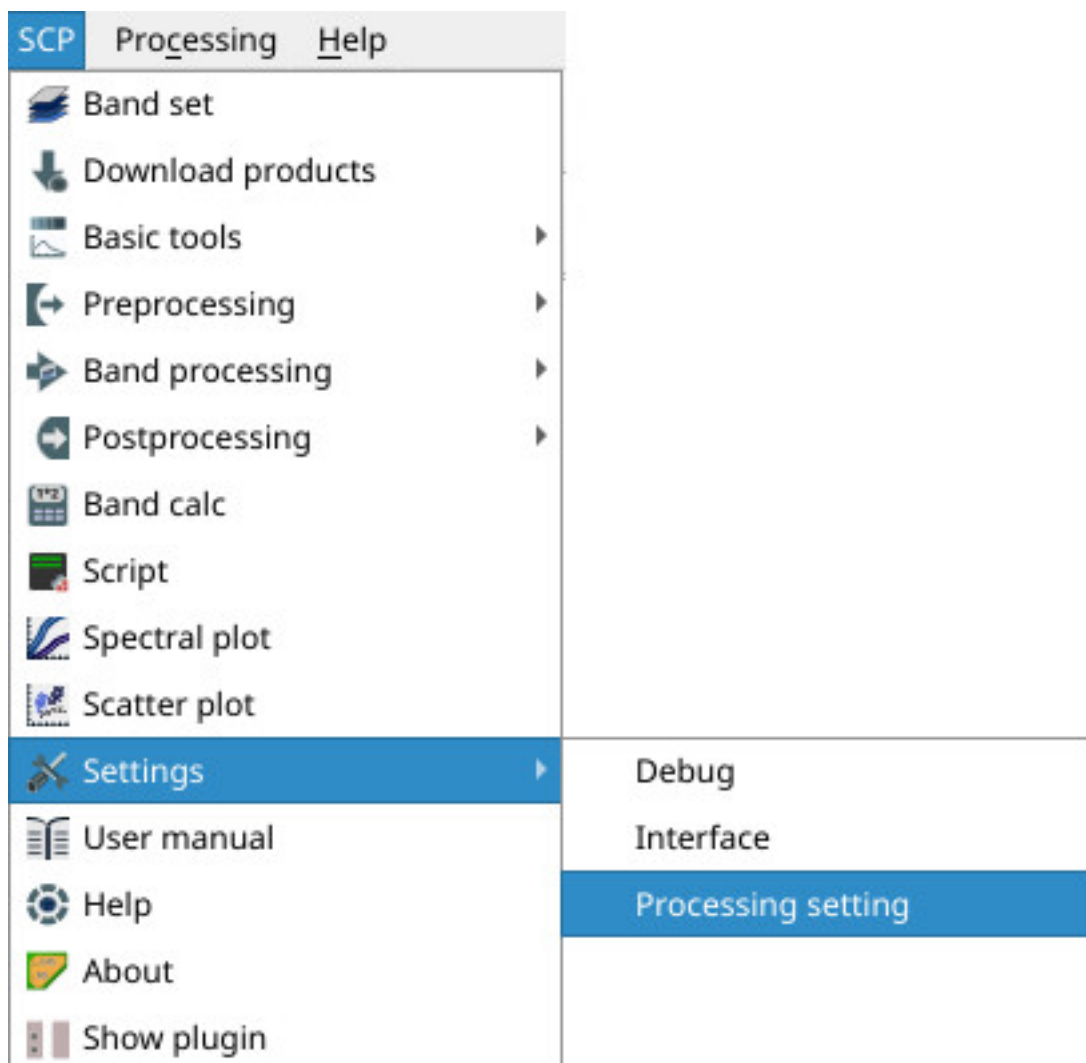 SCP Processing Help
Band set
Download products
Basic tools
Preprocessing
Band processing
Postprocessing
Band calc
Script
Spectral plot
Scatter plot
Settings
Debug
User manual
Interface
Help
Processing setting
About
Show plugin